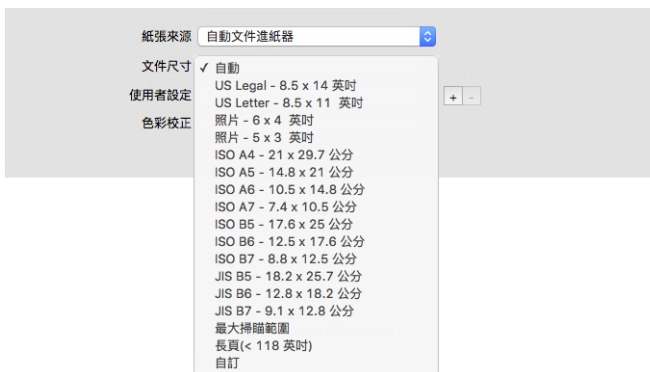 紙張來源 自動文件進紙器
文件尺寸 ✓ 自動
US Legal - 8.5 x 14 英吋
使用者設定 US Letter - 8.5 x 11 英吋 + -
照片 - 6 x 4 英吋
色彩校正 照片 - 5 x 3 英吋
ISO A4 - 21 x 29.7 公分
ISO A5 - 14.8 x 21 公分
ISO A6 - 10.5 x 14.8 公分
ISO A7 - 7.4 x 10.5 公分
ISO B5 - 17.6 x 25 公分
ISO B6 - 12.5 x 17.6 公分
ISO B7 - 8.8 x 12.5 公分
JIS B5 - 18.2 x 25.7 公分
JIS B6 - 12.8 x 18.2 公分
JIS B7 - 9.1 x 12.8 公分
最大掃瞄範圍
長頁(< 118 英吋)
自訂